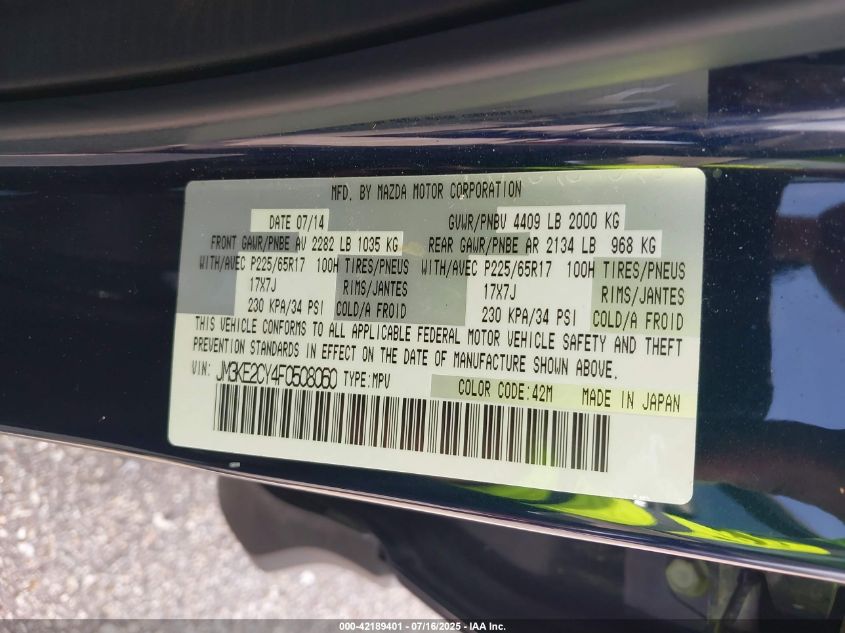 MFD. BY MAZDA MOTOR CORPORATION
DATE 07/14 GVWR/PNBV 4409 LB 2000 KG
FRONT GAWR/PNBE AV 2282 LB 1035 KG REAR GAWR/PNBE AR 2134 LB 968 KG
WITH/AVEC P225/65R17 100H TIRES/PNEUS WITH/AVEC P225/65R17 100H TIRES/PNEUS
17X7J RIMS/JANTES 17X7J RIMS/JANTES
230 KPA/34 PSI COLD/A FROID 230 KPA/34 PSI COLD/A FROID
THIS VEHICLE CONFORMS TO ALL APPLICABLE FEDERAL MOTOR VEHICLE SAFETY AND THEFT
PREVENTION STANDARDS IN EFFECT ON THE DATE OF MANUFACTURE SHOWN ABOVE.
VIN: JM3KE2CY4F0508060 TYPE:MPV COLOR CODE:42M MADE IN JAPAN
000-42189401 - 07/16/2025 - IAA Inc.